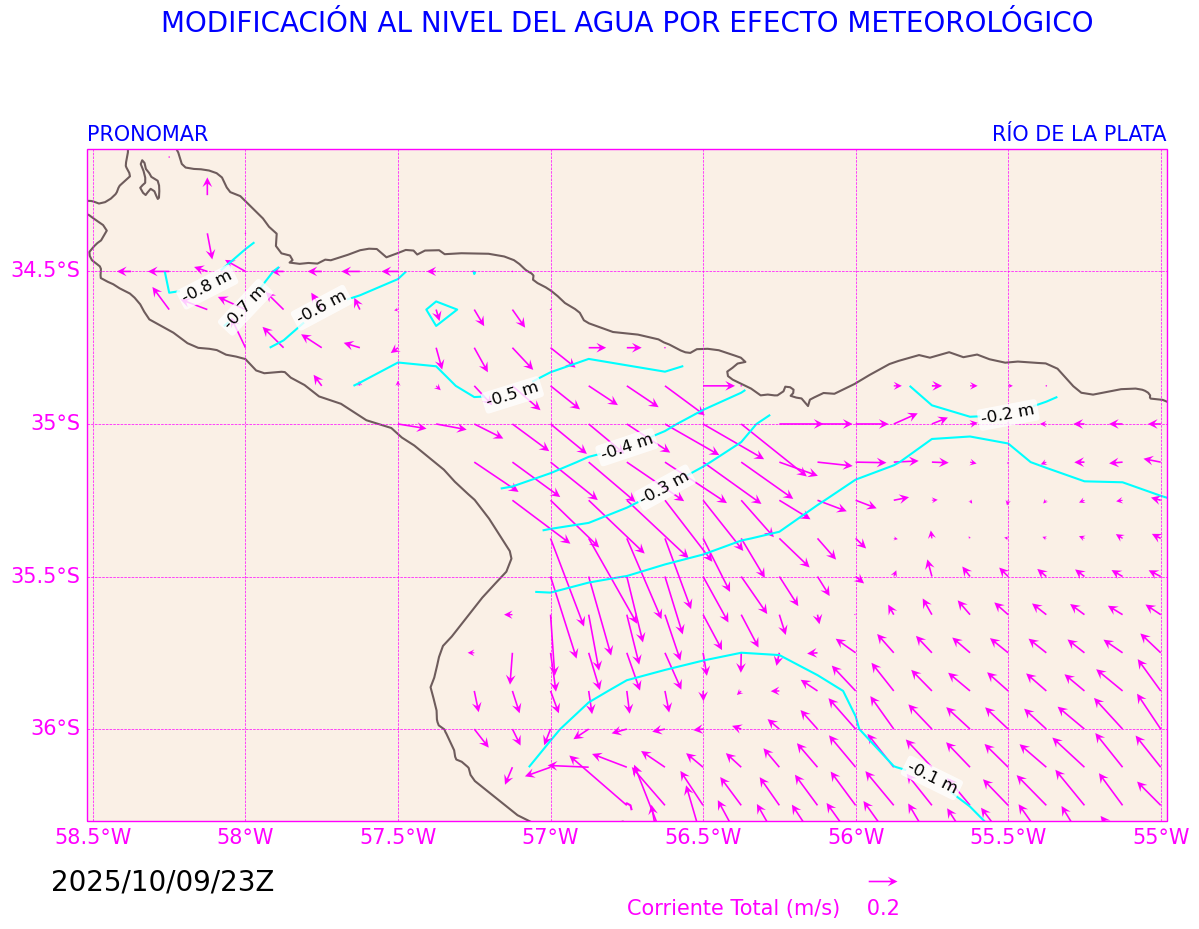 MODIFICACIÓN AL NIVEL DEL AGUA POR EFECTO METEOROLÓGICO
PRONOMAR
RÍO DE LA PLATA
34.5°S
35°S
35.5°S
36°S
-0.8 m
-0.7 m
-0.6 m
-0.5 m
-0.4 m
-0.3 m
-0.2 m
-0.1 m
58.5°W 58°W 57.5°W 57°W 56.5°W 56°W 55.5°W 55°W
2025/10/09/23Z
Corriente Total (m/s) 0.2